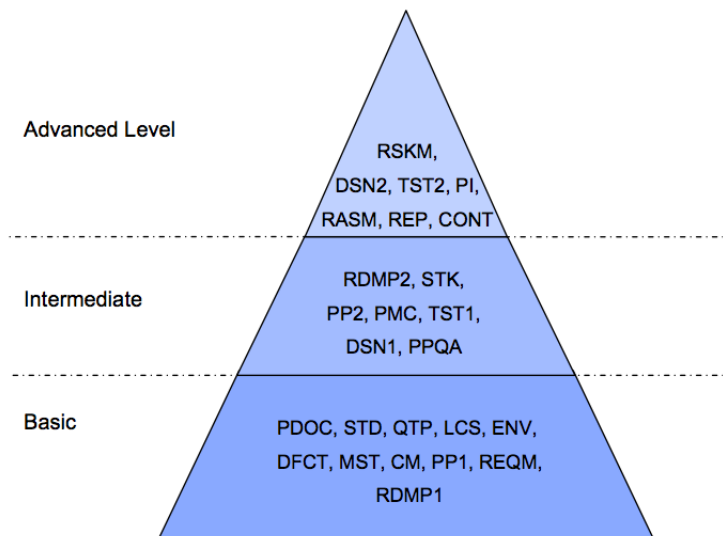 Advanced Level
RSKM,
DSN2, TST2, PI,
RASM, REP, CONT
Intermediate
RDMP2, STK,
PP2, PMC, TST1,
DSN1, PPQA
Basic
PDOC, STD, QTP, LCS, ENV,
DFCT, MST, CM, PP1, REQM,
RDMP1